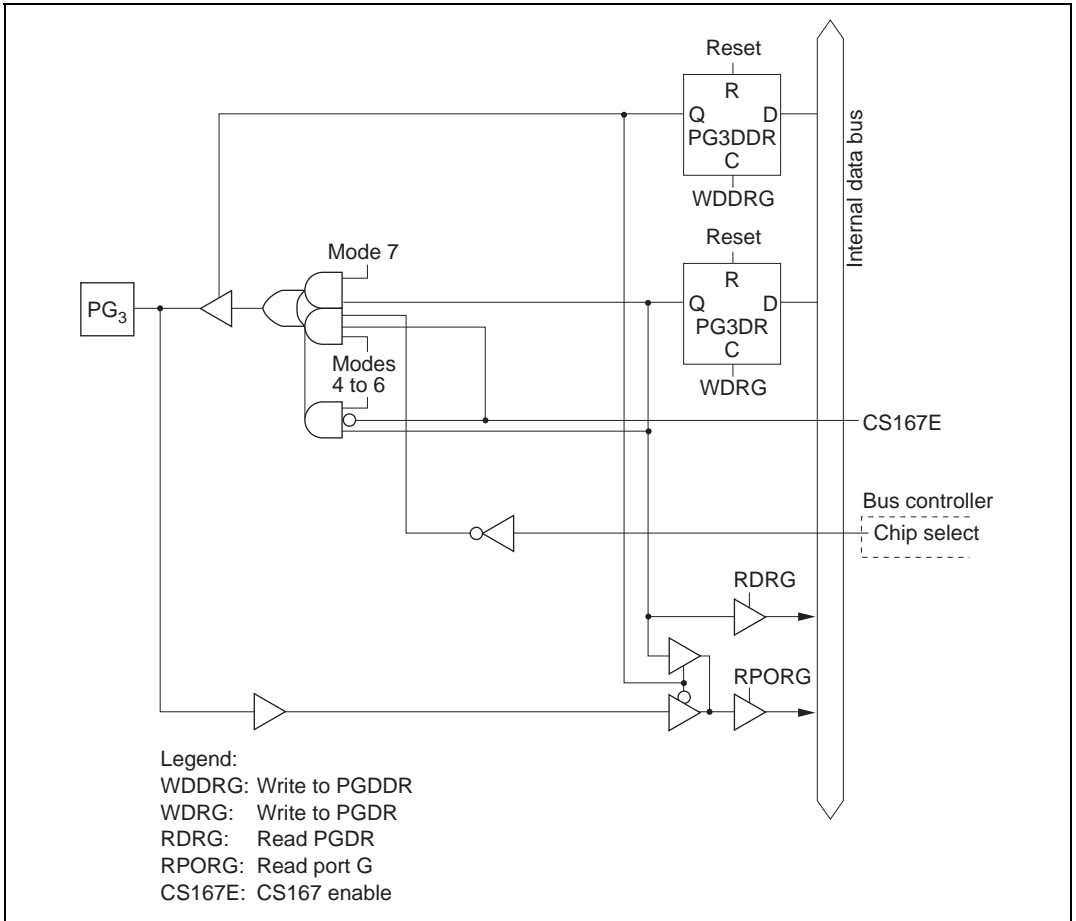 Reset
R
Q D
PG3DDR
C
WDDRG
Internal data bus
Reset
Mode 7
R
PG3
Q D
PG3DR
C
WDRG
Modes
4 to 6
CS167E
Bus controller
Chip select
RDRG
RPORG
Legend:
WDDRG: Write to PGDDR
WDRG: Write to PGDR
RDRG: Read PGDR
RPORG: Read port G
CS167E: CS167 enable